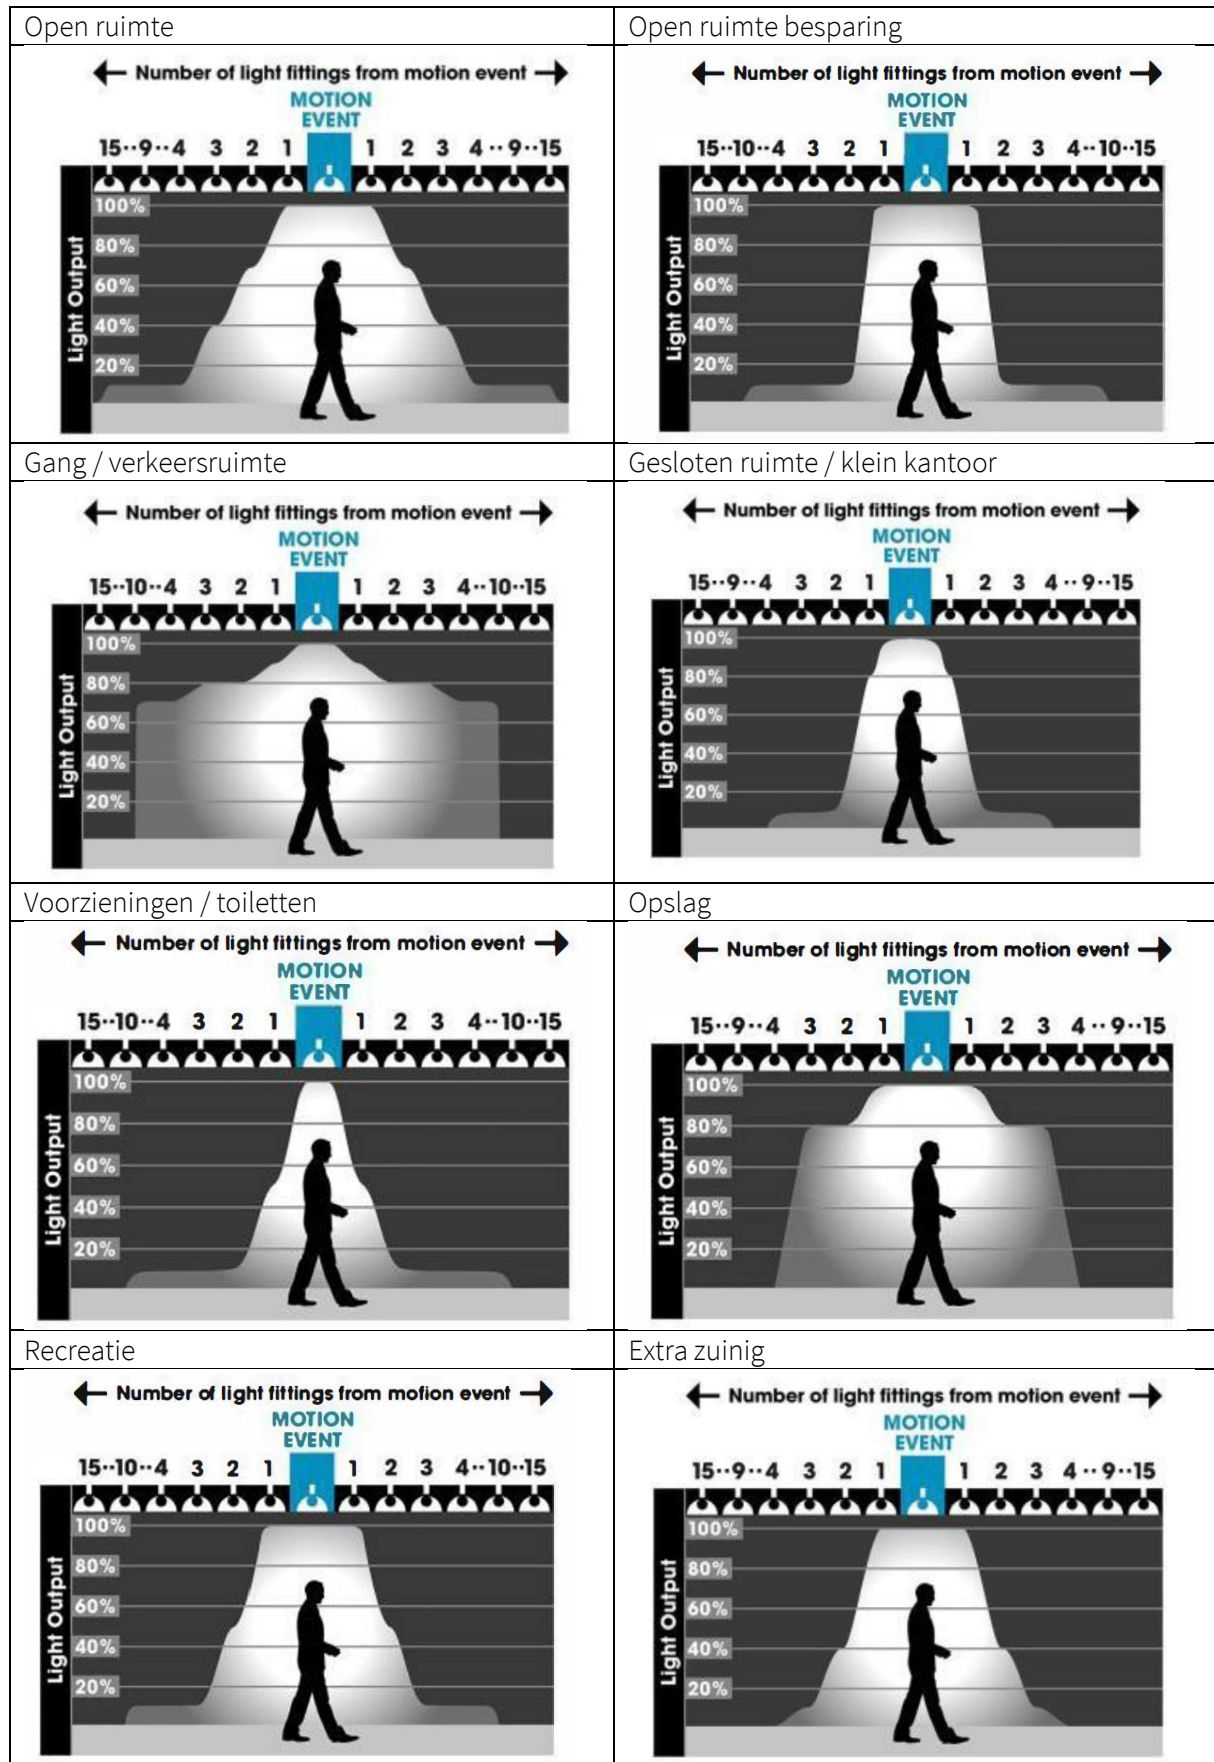 Open ruimte
Number of light fittings from motion event
MOTION
EVENT
15··9··4 3 2 1 1 2 3 4··9··15
Light Output
100%
80%
60%
40%
20%
Open ruimte besparing
Number of light fittings from motion event
MOTION
EVENT
15··10··4 3 2 1 1 2 3 4··10··15
Light Output
100%
80%
60%
40%
20%
Gang / verkeersruimte
Number of light fittings from motion event
MOTION
EVENT
15··10··4 3 2 1 1 2 3 4··10··15
Light Output
100%
80%
60%
40%
20%
Gesloten ruimte / klein kantoor
Number of light fittings from motion event
MOTION
EVENT
15··9··4 3 2 1 1 2 3 4··9··15
Light Output
100%
80%
60%
40%
20%
Voorzieningen / toiletten
Number of light fittings from motion event
MOTION
EVENT
15··10··4 3 2 1 1 2 3 4··10··15
Light Output
100%
80%
60%
40%
20%
Opslag
Number of light fittings from motion event
MOTION
EVENT
15··9··4 3 2 1 1 2 3 4··9··15
Light Output
100%
80%
60%
40%
20%
Recreatie
Number of light fittings from motion event
MOTION
EVENT
15··10··4 3 2 1 1 2 3 4··10··15
Light Output
100%
80%
60%
40%
20%
Extra zuinig
Number of light fittings from motion event
MOTION
EVENT
15··9··4 3 2 1 1 2 3 4··9··15
Light Output
100%
80%
60%
40%
20%